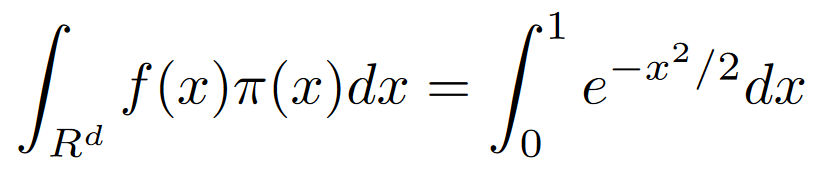 ∫_{R^d} f(x)π(x)dx = ∫_0^1 e^{-x^2/2}dx